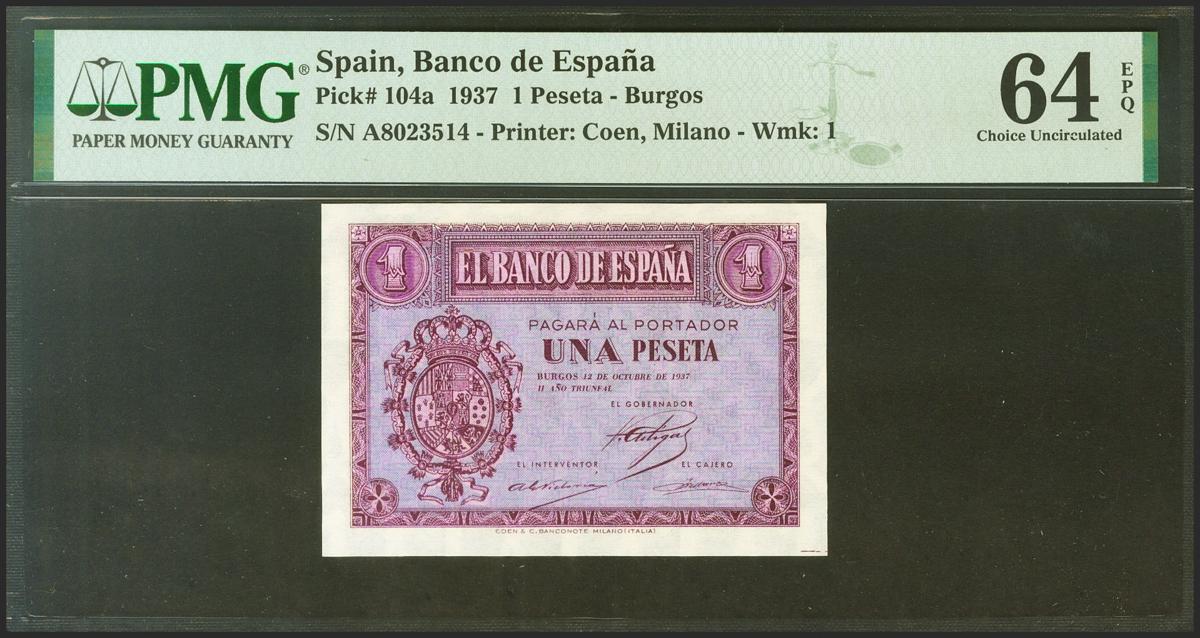 PMG®
PAPER MONEY GUARANTY
Spain, Banco de España
Pick# 104a 1937 1 Peseta - Burgos
S/N A8023514 - Printer: Coen, Milano - Wmk: 1
64 EPQ
Choice Uncirculated
1 EL BANCO DE ESPAÑA 1
PAGARÁ AL PORTADOR
UNA PESETA
BURGOS 12 DE OCTUBRE DE 1937
II AÑO TRIUNFAL
EL GOBERNADOR
EL INTERVENTOR EL CAJERO
COEN & C. BANCONOTE MILANO (ITALIA)